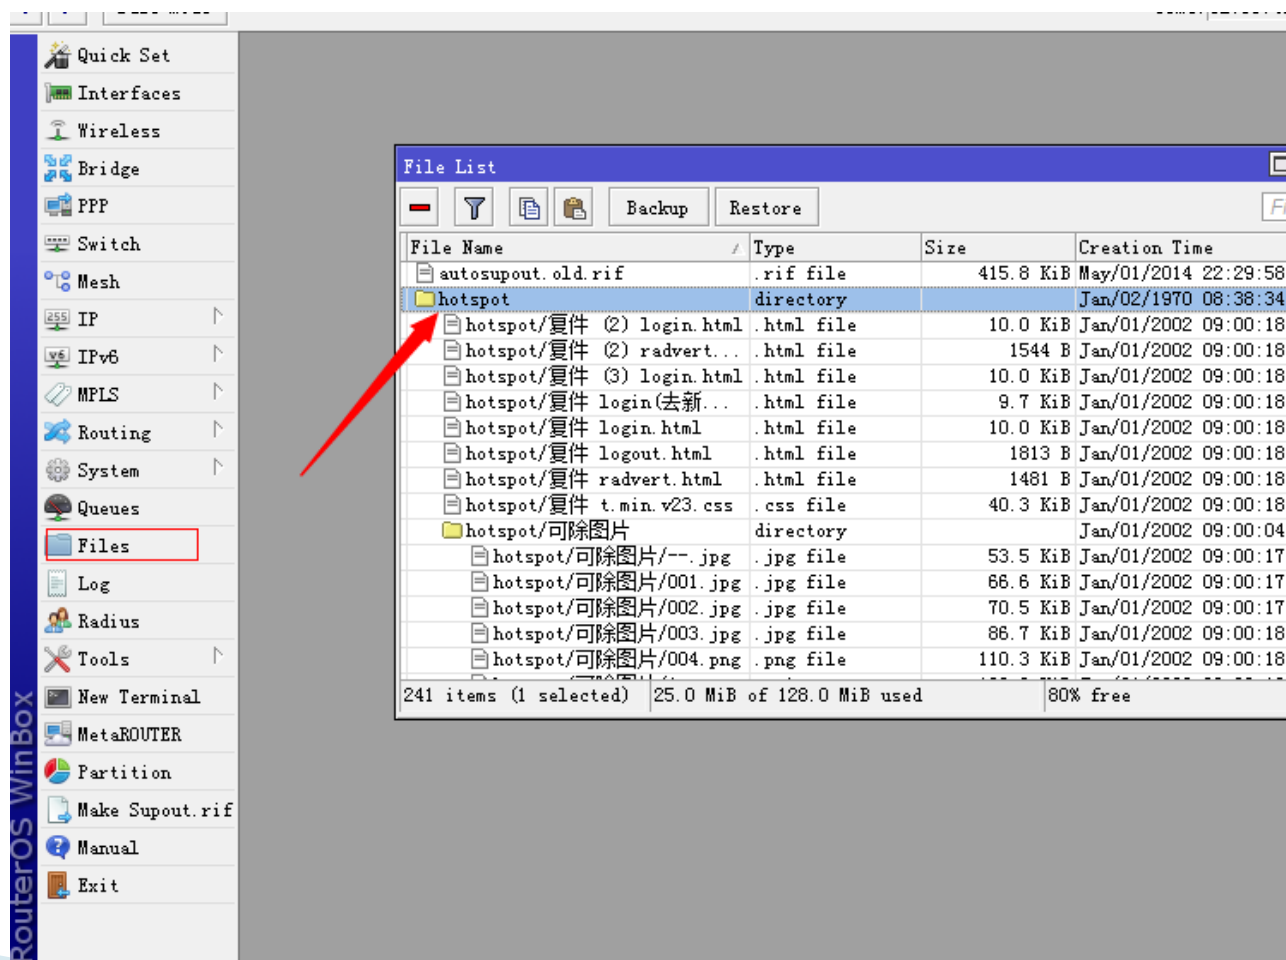 Quick Set
Interfaces
Wireless
Bridge
PPP
Switch
Mesh
IP
IPv6
MPLS
Routing
System
Queues
Files
Log
Radius
Tools
New Terminal
MetaROUTER
Partition
Make Supout.rif
Manual
Exit
RouterOS WinBox
File List
Backup Restore
File Name Type Size Creation Time
autosupout.old.rif .rif file 415.8 KiB May/01/2014 22:29:58
hotspot directory Jan/02/1970 08:38:34
hotspot/复件 (2) login.html .html file 10.0 KiB Jan/01/2002 09:00:18
hotspot/复件 (2) radvert... .html file 1544 B Jan/01/2002 09:00:18
hotspot/复件 (3) login.html .html file 10.0 KiB Jan/01/2002 09:00:18
hotspot/复件 login(去新... .html file 9.7 KiB Jan/01/2002 09:00:18
hotspot/复件 login.html .html file 10.0 KiB Jan/01/2002 09:00:18
hotspot/复件 logout.html .html file 1813 B Jan/01/2002 09:00:18
hotspot/复件 radvert.html .html file 1481 B Jan/01/2002 09:00:18
hotspot/复件 t.min.v23.css .css file 40.3 KiB Jan/01/2002 09:00:18
hotspot/可除图片 directory Jan/01/2002 09:00:04
hotspot/可除图片/--.jpg .jpg file 53.5 KiB Jan/01/2002 09:00:17
hotspot/可除图片/001.jpg .jpg file 66.6 KiB Jan/01/2002 09:00:17
hotspot/可除图片/002.jpg .jpg file 70.5 KiB Jan/01/2002 09:00:17
hotspot/可除图片/003.jpg .jpg file 86.7 KiB Jan/01/2002 09:00:18
hotspot/可除图片/004.png .png file 110.3 KiB Jan/01/2002 09:00:18
241 items (1 selected) 25.0 MiB of 128.0 MiB used 80% free